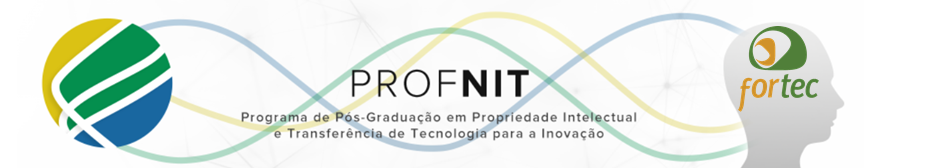 PROFNIT
Programa de Pós-Graduação em Propriedade Intelectual
e Transferência de Tecnologia para a Inovação
fortec